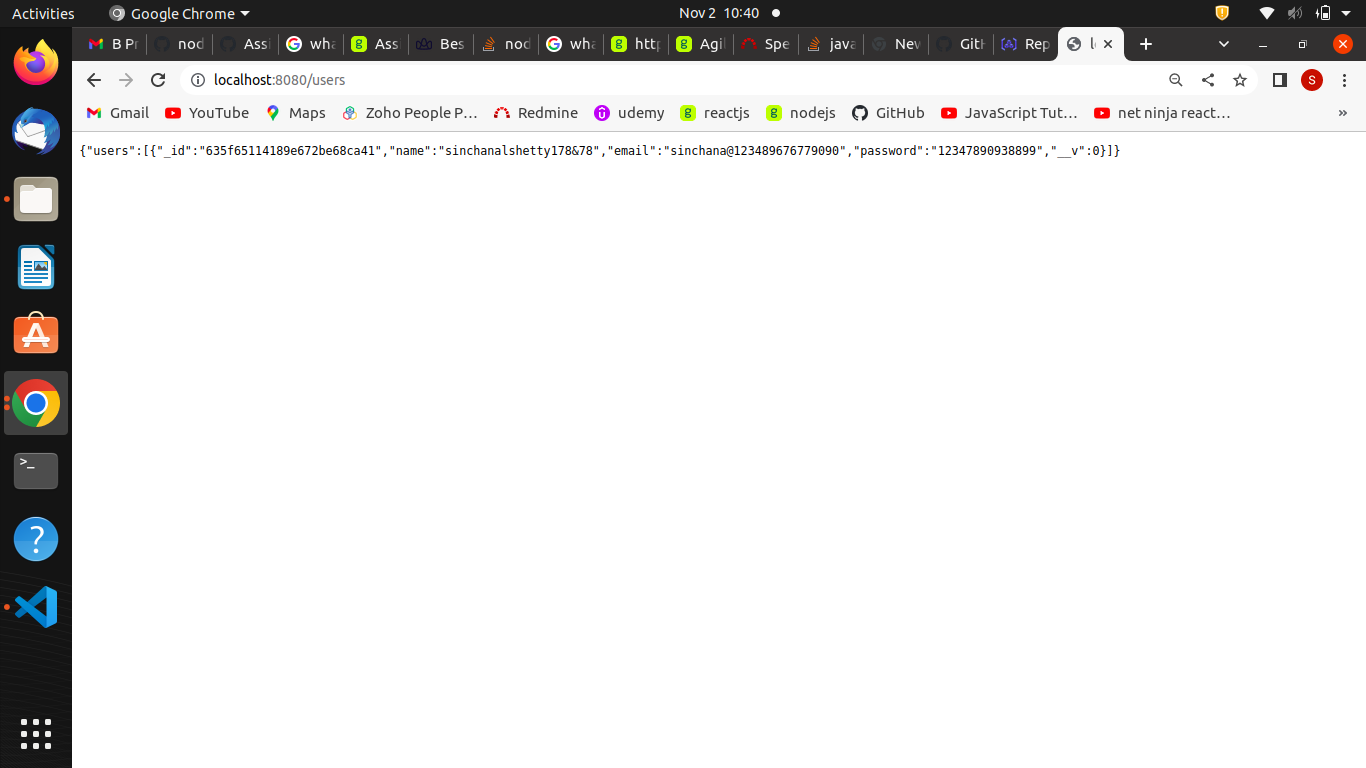 Activities Google Chrome Nov 2 10:40
B Pr nod Assi wha Ass Bes nod wha http Agil Spe java New GitH Rep
localhost:8080/users S
Gmail YouTube Maps Zoho People P… Redmine udemy reactjs nodejs GitHub JavaScript Tut… net ninja react… »
{"users":[{"_id":"635f65114189e672be68ca41","name":"sinchanalshetty178&78","email":"sinchana@123489676779090","password":"12347890938899","__v":0}]}